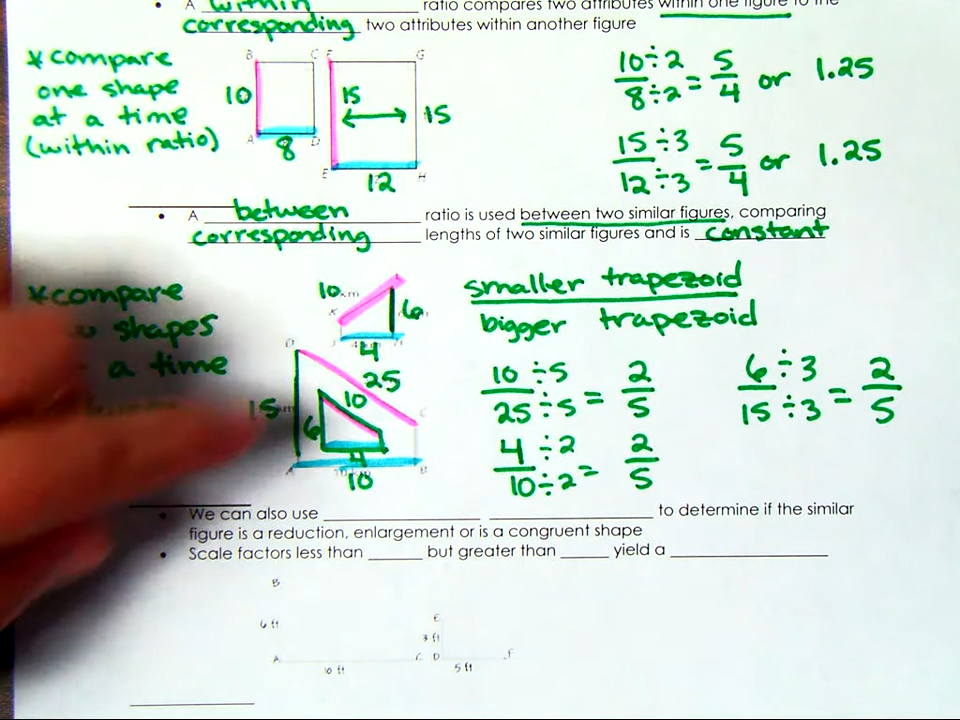 • A within ratio compares two attributes within one figure to the
corresponding two attributes within another figure
*compare
one shape
at a time
(within ratio)
B C F G
10 15 15
A 8 D
E 12 H
10÷2/8÷2 = 5/4 or 1.25
15÷3/12÷3 = 5/4 or 1.25
• A between ratio is used between two similar figures, comparing
corresponding lengths of two similar figures and is constant
*compare
shapes
a time
10 6
4
D 25
15 10 C
6
4
A 10 B
smaller trapezoid
bigger trapezoid
10÷5/25÷5 = 2/5
6÷3/15÷3 = 2/5
4÷2/10÷2 = 2/5
• We can also use ____ ____ to determine if the similar
figure is a reduction, enlargement or is a congruent shape
• Scale factors less than ____ but greater than ____ yield a ____
B
6 ft E
3 ft
A C D F
10 ft 5 ft